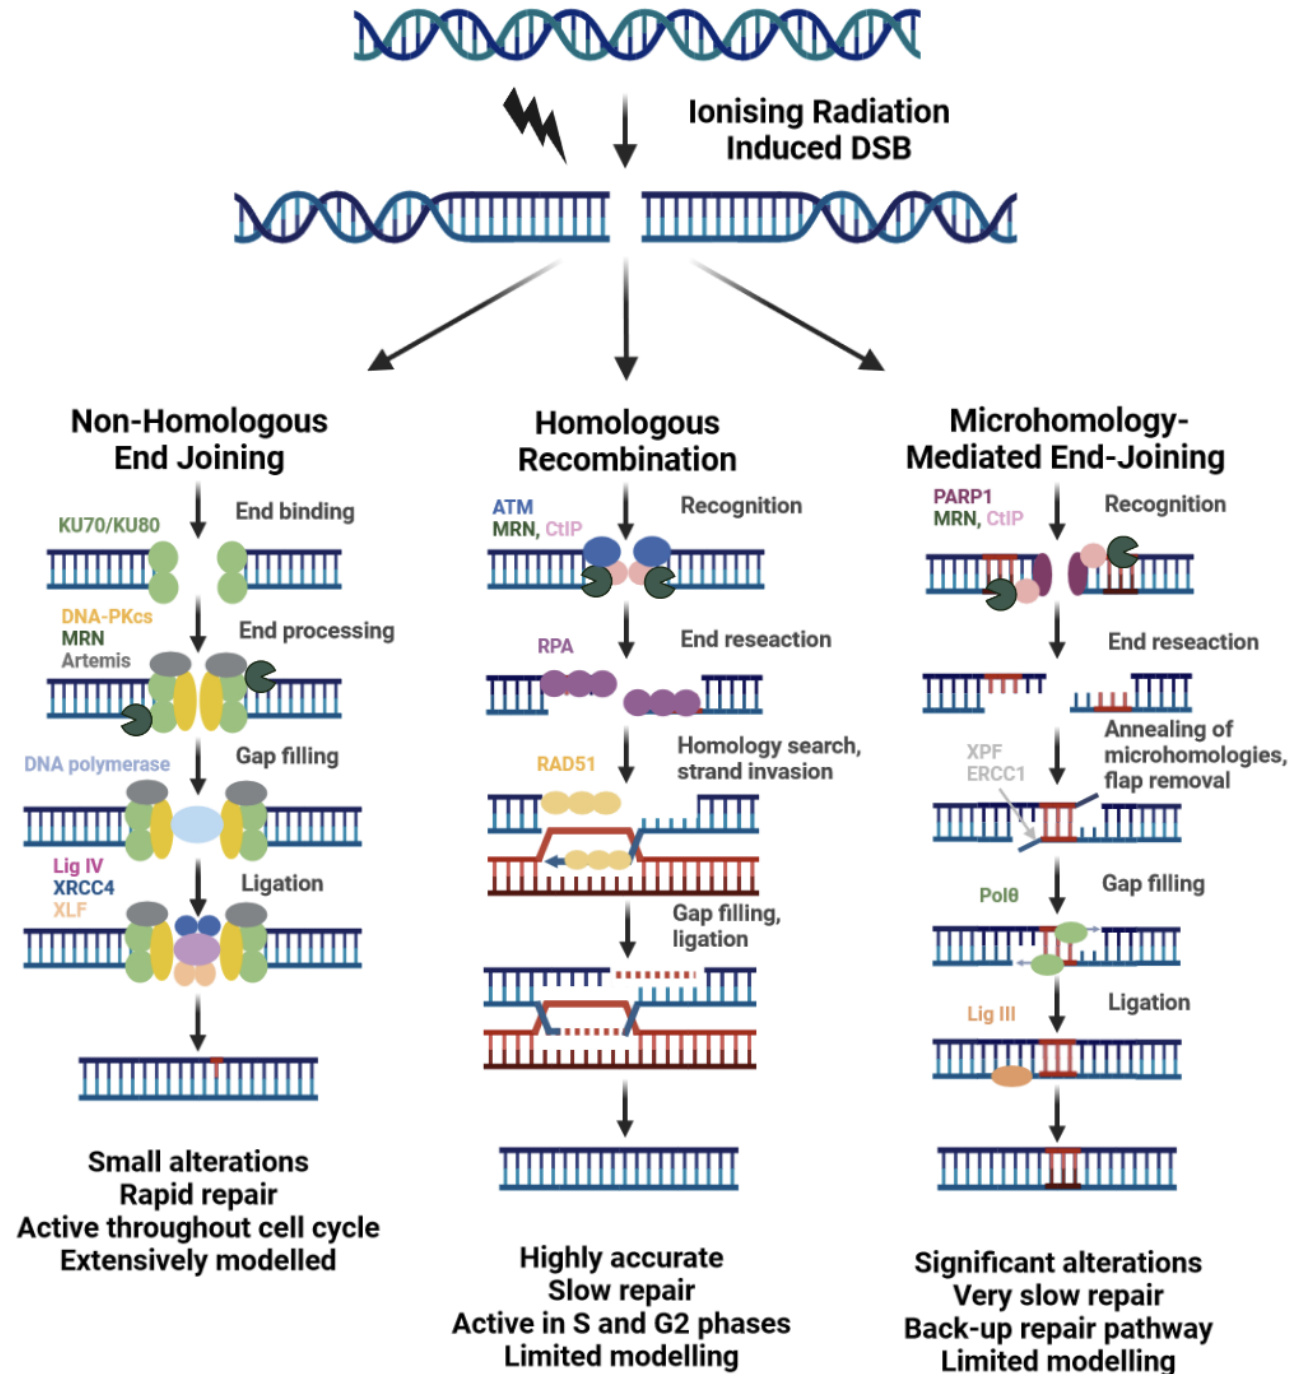 Ionising Radiation
Induced DSB
Non-Homologous
End Joining
KU70/KU80
End binding
DNA-PKcs
MRN
Artemis
End processing
DNA polymerase
Gap filling
Lig IV
XRCC4
XLF
Ligation
Small alterations
Rapid repair
Active throughout cell cycle
Extensively modelled
Homologous
Recombination
ATM
MRN, CtIP
Recognition
RPA
End reseaction
RAD51
Homology search,
strand invasion
Gap filling,
ligation
Highly accurate
Slow repair
Active in S and G2 phases
Limited modelling
Microhomology-
Mediated End-Joining
PARP1
MRN, CtIP
Recognition
End reseaction
XPF
ERCC1
Annealing of
microhomologies,
flap removal
Polθ
Gap filling
Lig III
Ligation
Significant alterations
Very slow repair
Back-up repair pathway
Limited modelling